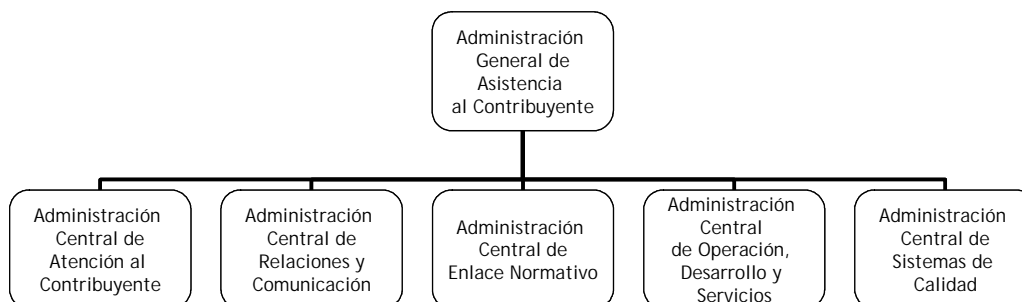 Administración
General de
Asistencia
al Contribuyente
Administración
Central de
Atención al
Contribuyente
Administración
Central de
Relaciones y
Comunicación
Administración
Central de
Enlace Normativo
Administración
Central
de Operación,
Desarrollo y
Servicios
Administración
Central de
Sistemas de
Calidad